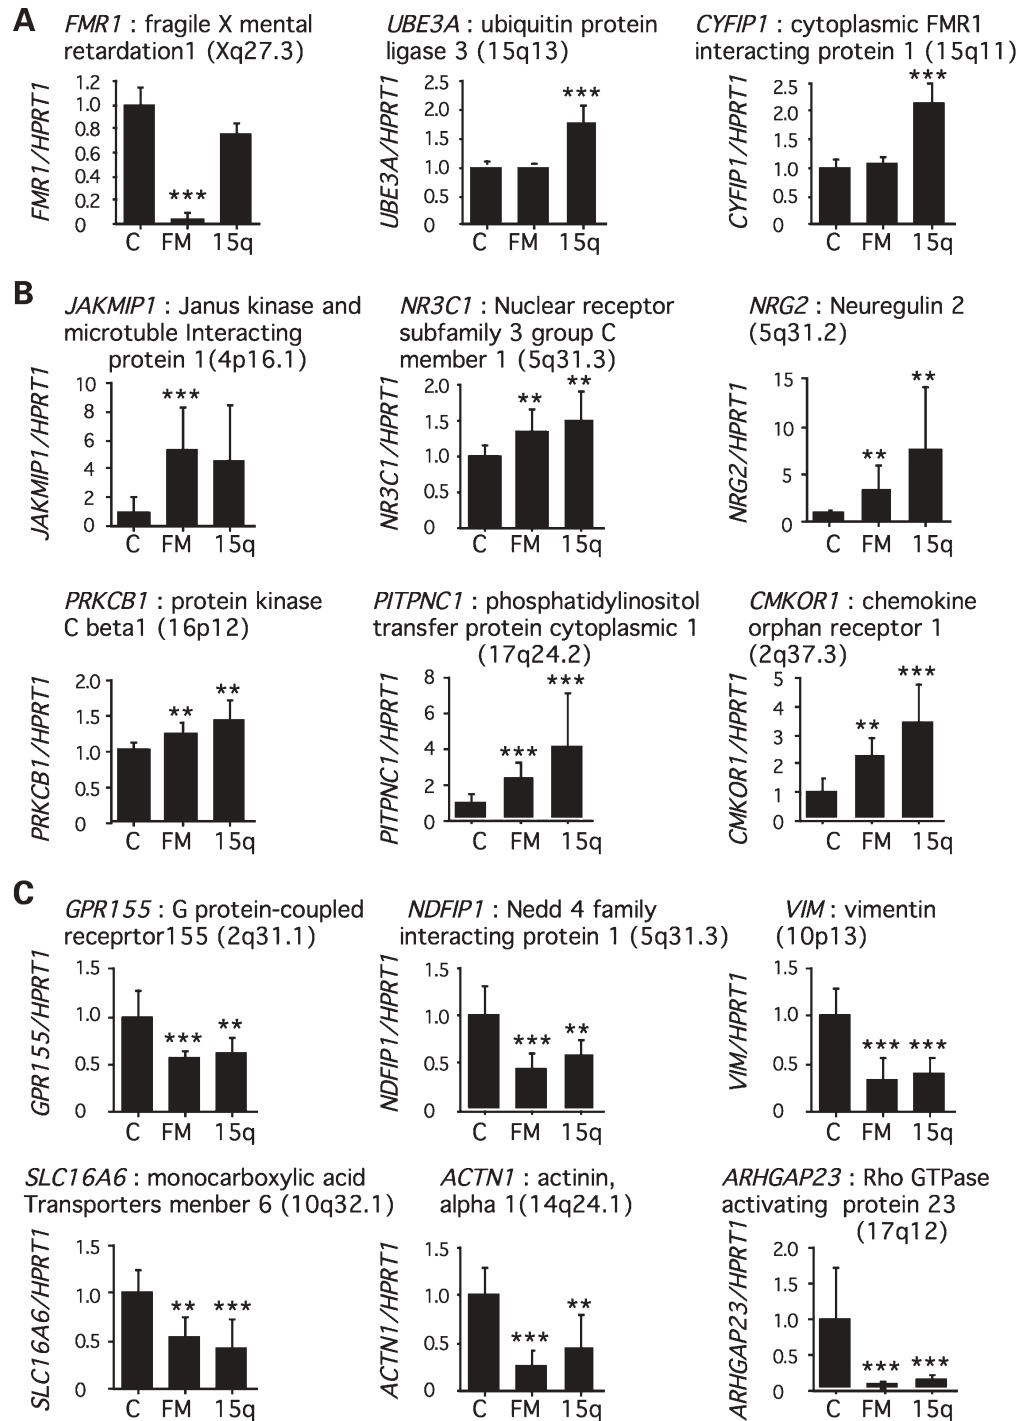 A
FMR1 : fragile X mental
retardation1 (Xq27.3)
FMR1/HPRT1
1.2
1.0
0.8
0.6
0.4
0.2
0
***
C FM 15q
UBE3A : ubiquitin protein
ligase 3 (15q13)
UBE3A/HPRT1
2.5
2.0
1.5
1.0
0.5
0
***
C FM 15q
CYFIP1 : cytoplasmic FMR1
interacting protein 1 (15q11)
CYFIP1/HPRT1
2.5
2.0
1.5
1.0
0.5
0
***
C FM 15q
B
JAKMIP1 : Janus kinase and
microtuble Interacting
protein 1(4p16.1)
JAKMIP1/HPRT1
10
8
6
4
2
0
***
C FM 15q
NR3C1 : Nuclear receptor
subfamily 3 group C
member 1 (5q31.3)
NR3C1/HPRT1
2.0
1.5
1.0
0.5
0
** **
C FM 15q
NRG2 : Neuregulin 2
(5q31.2)
NRG2/HPRT1
15
10
5
0
** **
C FM 15q
PRKCB1 : protein kinase
C beta1 (16p12)
PRKCB1/HPRT1
2.0
1.5
1.0
0.5
0
** **
C FM 15q
PITPNC1 : phosphatidylinositol
transfer protein cytoplasmic 1
(17q24.2)
PITPNC1/HPRT1
8
6
4
2
0
*** ***
C FM 15q
CMKOR1 : chemokine
orphan receptor 1
(2q37.3)
CMKOR1/HPRT1
5
4
3
2
1
0
** ***
C FM 15q
C
GPR155 : G protein-coupled
receprtor155 (2q31.1)
GPR155/HPRT1
1.5
1.0
0.5
0
*** **
C FM 15q
NDFIP1 : Nedd 4 family
interacting protein 1 (5q31.3)
NDFIP1/HPRT1
1.5
1.0
0.5
0
*** **
C FM 15q
VIM : vimentin
(10p13)
VIM/HPRT1
1.5
1.0
0.5
0
*** ***
C FM 15q
SLC16A6 : monocarboxylic acid
Transporters menber 6 (10q32.1)
SLC16A6/HPRT1
1.5
1.0
0.5
0
** ***
C FM 15q
ACTN1 : actinin,
alpha 1(14q24.1)
ACTN1/HPRT1
1.5
1.0
0.5
0
*** **
C FM 15q
ARHGAP23 : Rho GTPase
activating protein 23
(17q12)
ARHGAP23/HPRT1
2.0
1.5
1.0
0.5
0
*** ***
C FM 15q